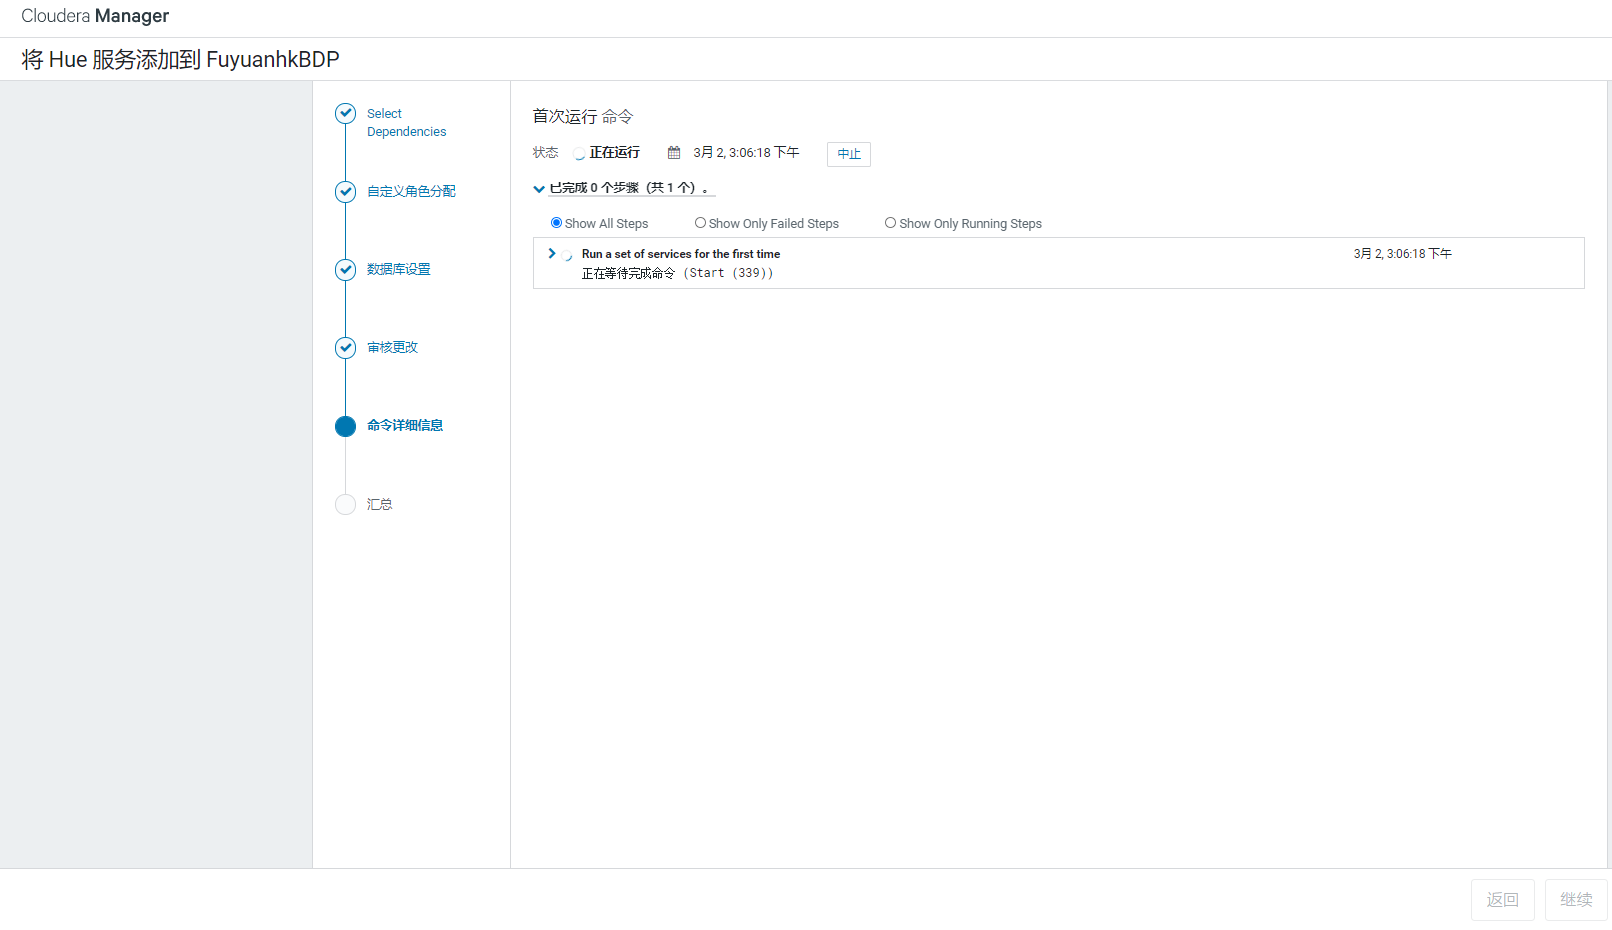 Cloudera Manager
将 Hue 服务添加到 FuyuanhkBDP
Select
Dependencies
自定义角色分配
数据库设置
审核更改
命令详细信息
汇总
首次运行 命令
状态 正在运行 3月 2, 3:06:18 下午 中止
已完成 0 个步骤（共 1 个）。
Show All Steps Show Only Failed Steps Show Only Running Steps
Run a set of services for the first time 3月 2, 3:06:18 下午
正在等待完成命令 (Start (339))
返回 继续